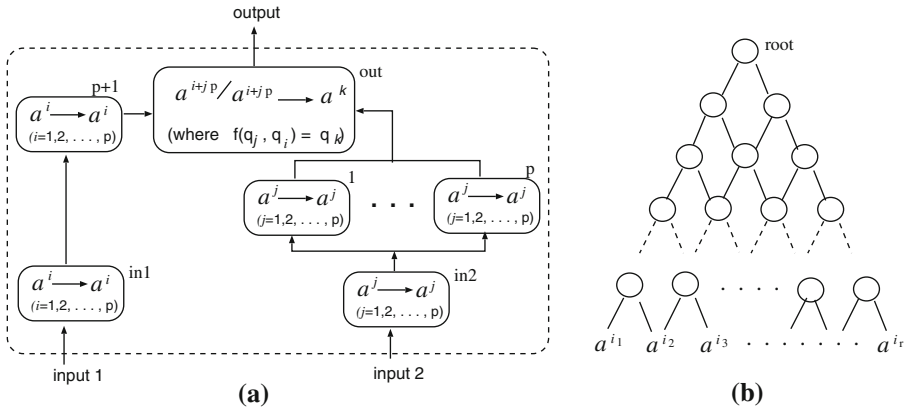 output
out
a^{i+jp}/a^{i+jp} → a^k
(where f(q_j , q_i) = q_k)
p+1
a^i → a^i
(i=1,2, . . . , p)
1
a^j → a^j
(j=1,2, . . . , p)
. . .
p
a^j → a^j
(j=1,2, . . . , p)
in1
a^i → a^i
(i=1,2, . . . , p)
in2
a^j → a^j
(j=1,2, . . . , p)
input 1
input 2
(a)
root
. . . .
a^{i_1} a^{i_2} a^{i_3} . . . . . . . a^{i_r}
(b)